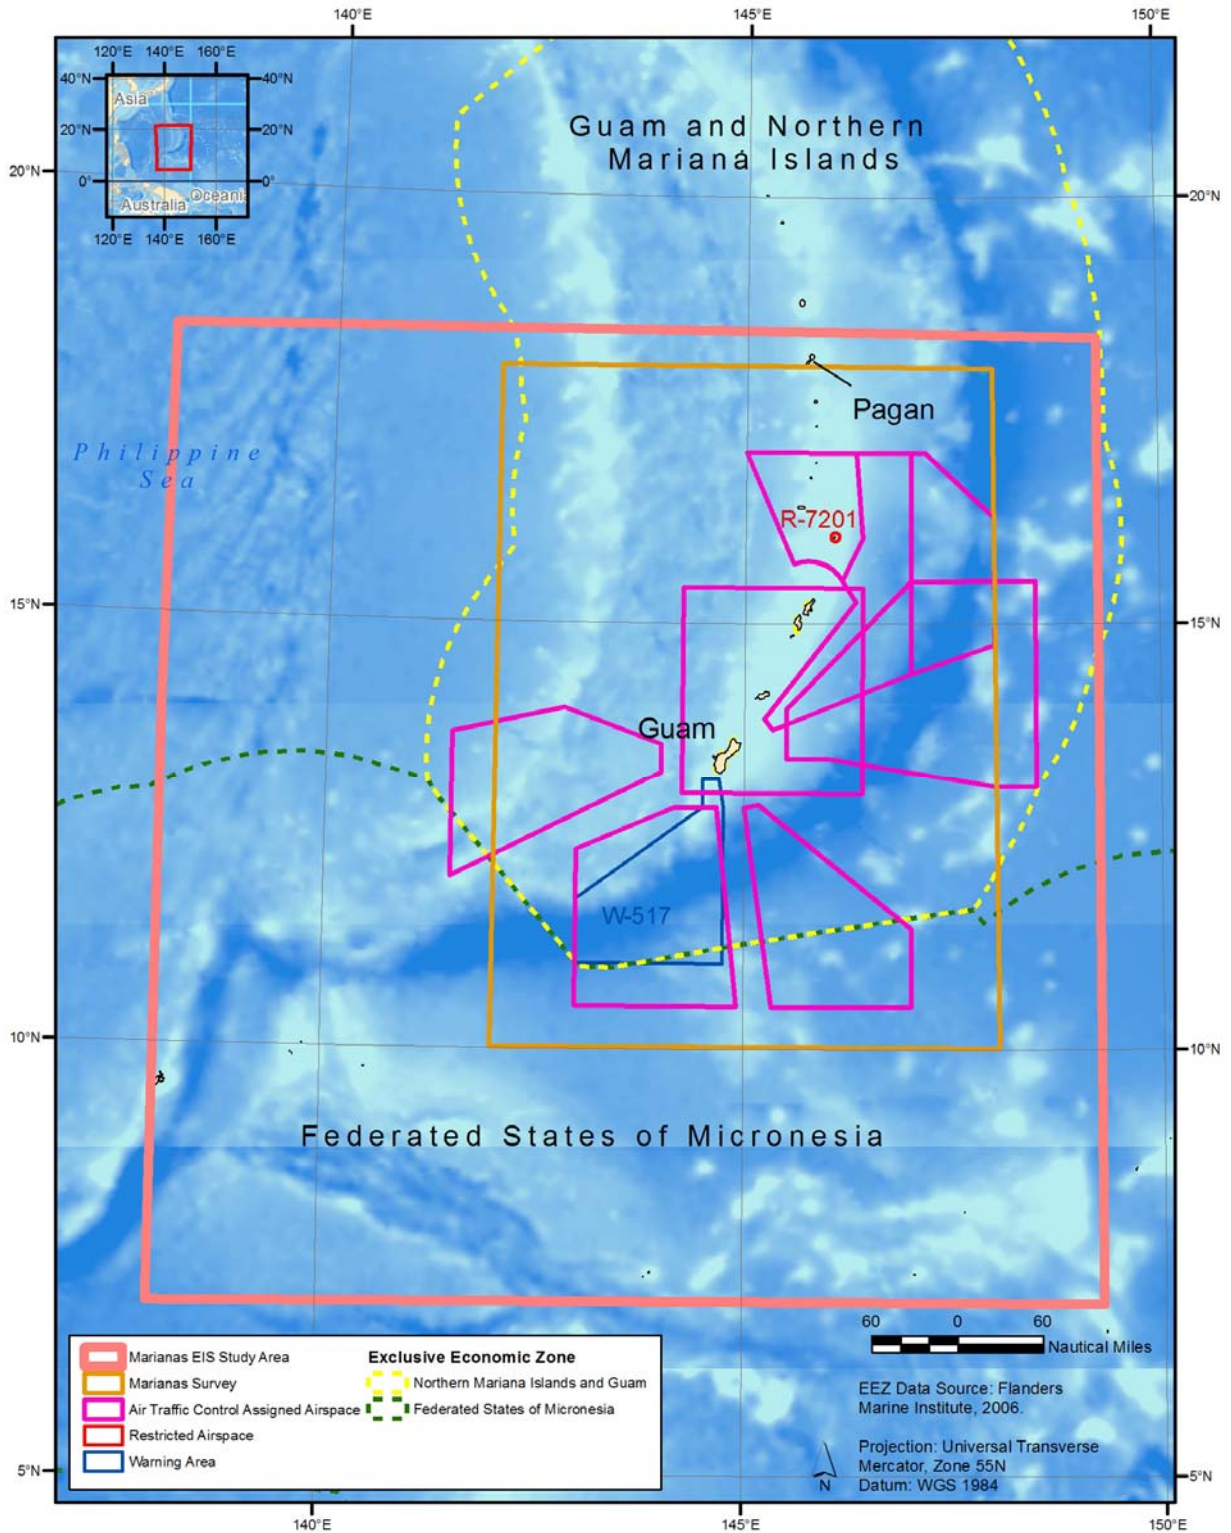 140°E 145°E 150°E
120°E 140°E 160°E
40°N 40°N
Asia
20°N 20°N
0° 0°
Oceani
Australia
120°E 140°E 160°E
Guam and Northern
Mariana Islands
20°N
20°N
Pagan
Philippine
Sea
R-7201
15°N
15°N
Guam
W-517
10°N
10°N
Federated States of Micronesia
60 0 60
Nautical Miles
Marianas EIS Study Area
Marianas Survey
Air Traffic Control Assigned Airspace
Restricted Airspace
Warning Area
Exclusive Economic Zone
Northern Mariana Islands and Guam
Federated States of Micronesia
EEZ Data Source: Flanders
Marine Institute, 2006.
Projection: Universal Transverse
Mercator, Zone 55N
Datum: WGS 1984
N
5°N
5°N
140°E 145°E 150°E